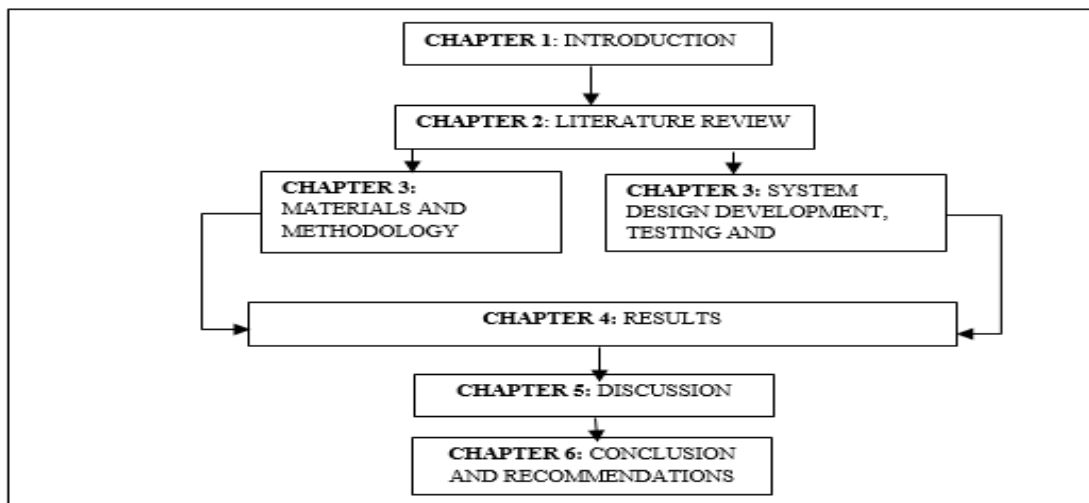 CHAPTER 1: INTRODUCTION
CHAPTER 2: LITERATURE REVIEW
CHAPTER 3:
MATERIALS AND
METHODOLOGY
CHAPTER 3: SYSTEM
DESIGN DEVELOPMENT,
TESTING AND
CHAPTER 4: RESULTS
CHAPTER 5: DISCUSSION
CHAPTER 6: CONCLUSION
AND RECOMMENDATIONS